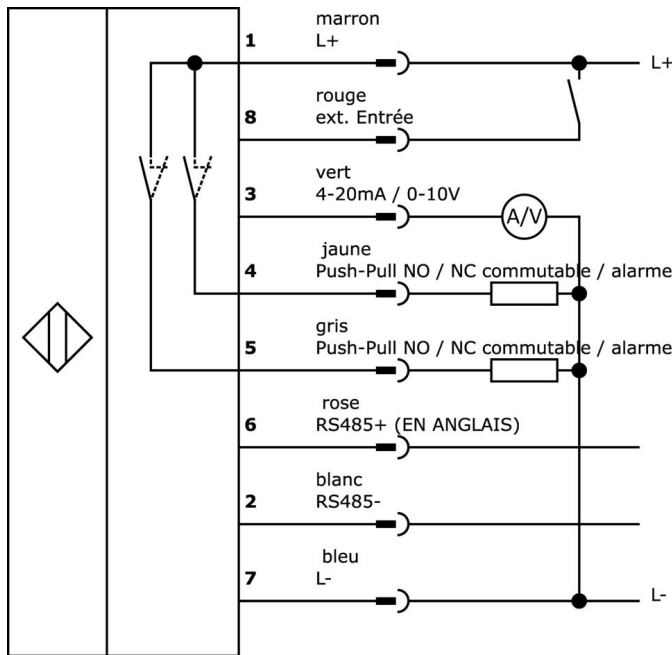 marron
1 L+
L+
rouge
8 ext. Entrée
vert
3 4-20mA / 0-10V
A/V
jaune
4 Push-Pull NO / NC commutable / alarme
gris
5 Push-Pull NO / NC commutable / alarme
rose
6 RS485+ (EN ANGLAIS)
blanc
2 RS485-
bleu
7 L-
L-